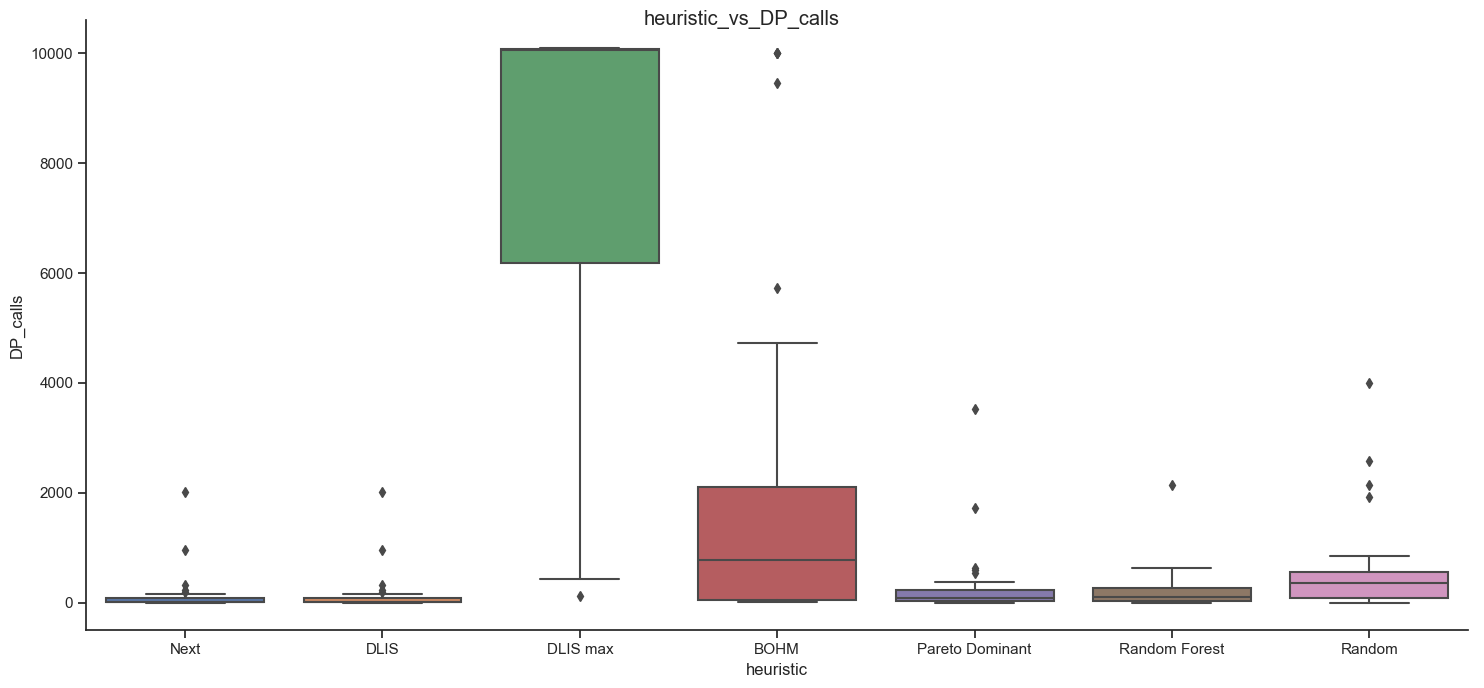 heuristic_vs_DP_calls
10000
8000
6000
4000
2000
0
DP_calls
Next DLIS DLIS max BOHM Pareto Dominant Random Forest Random
heuristic